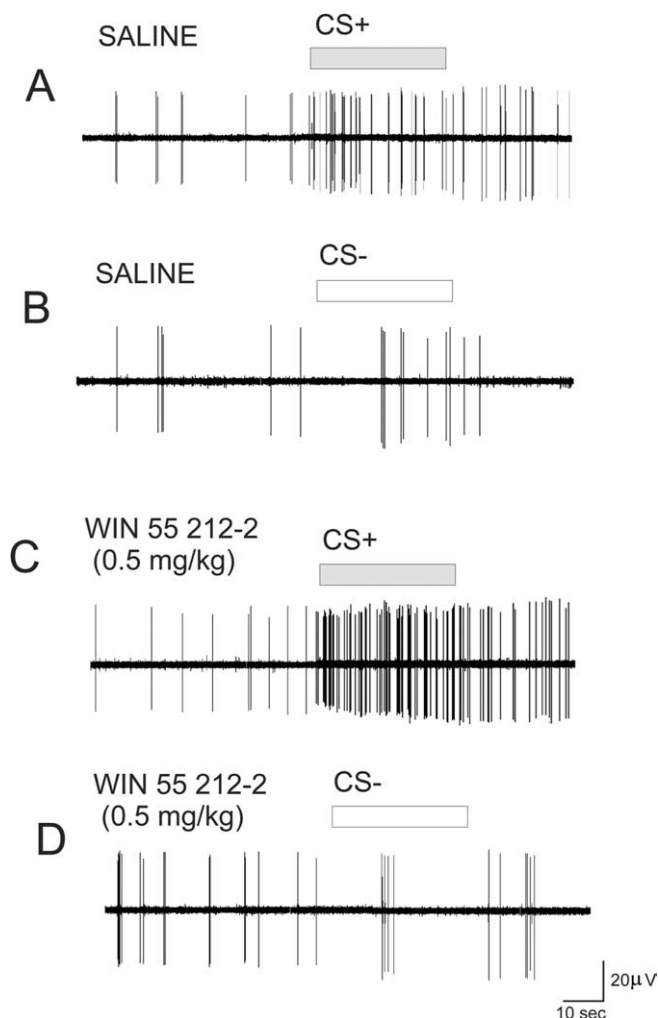 SALINE
CS+
A
SALINE
CS-
B
WIN 55 212-2
(0.5 mg/kg)
CS+
C
WIN 55 212-2
(0.5 mg/kg)
CS-
D
20μV
10 sec